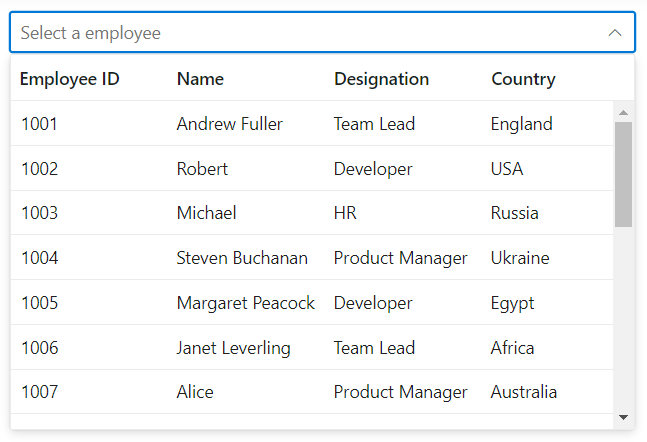 Select a employee
Employee ID Name Designation Country
1001 Andrew Fuller Team Lead England
1002 Robert Developer USA
1003 Michael HR Russia
1004 Steven Buchanan Product Manager Ukraine
1005 Margaret Peacock Developer Egypt
1006 Janet Leverling Team Lead Africa
1007 Alice Product Manager Australia